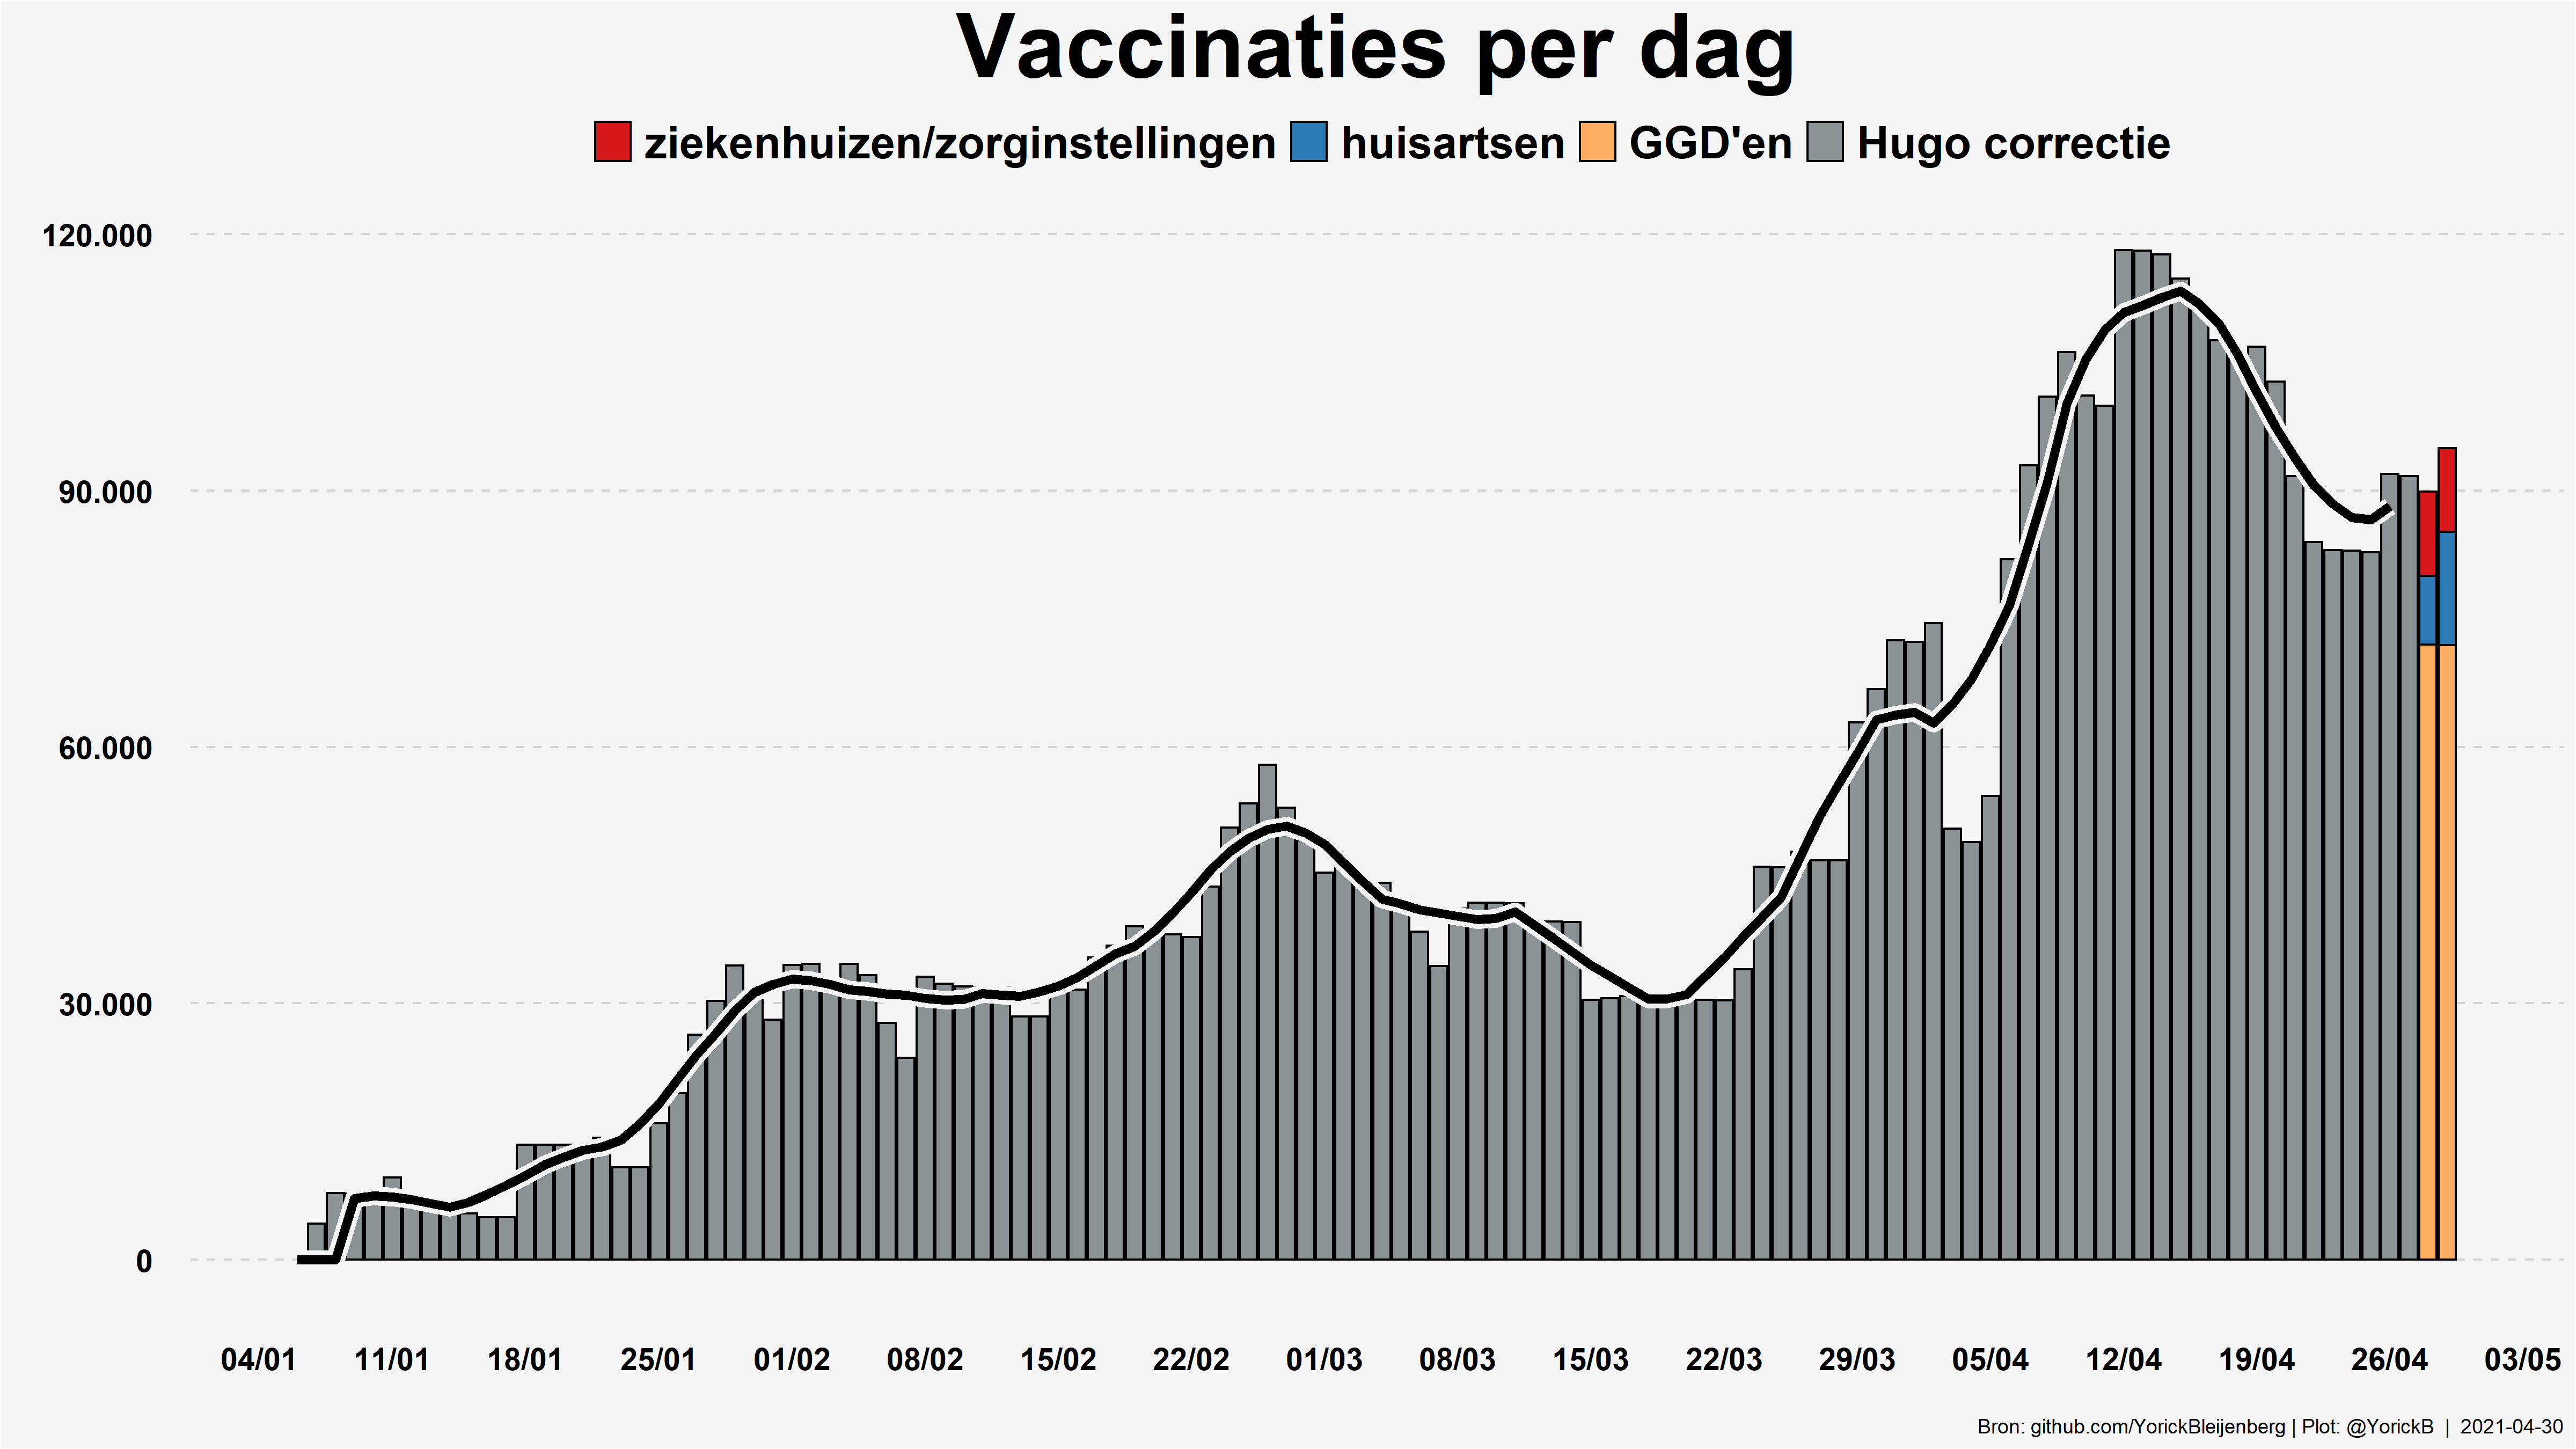 Vaccinaties per dag
ziekenhuizen/zorginstellingen huisartsen GGD'en Hugo correctie
120.000
90.000
60.000
30.000
0
04/01 11/01 18/01 25/01 01/02 08/02 15/02 22/02 01/03 08/03 15/03 22/03 29/03 05/04 12/04 19/04 26/04 03/05
Bron: github.com/YorickBleijenberg | Plot: @YorickB | 2021-04-30